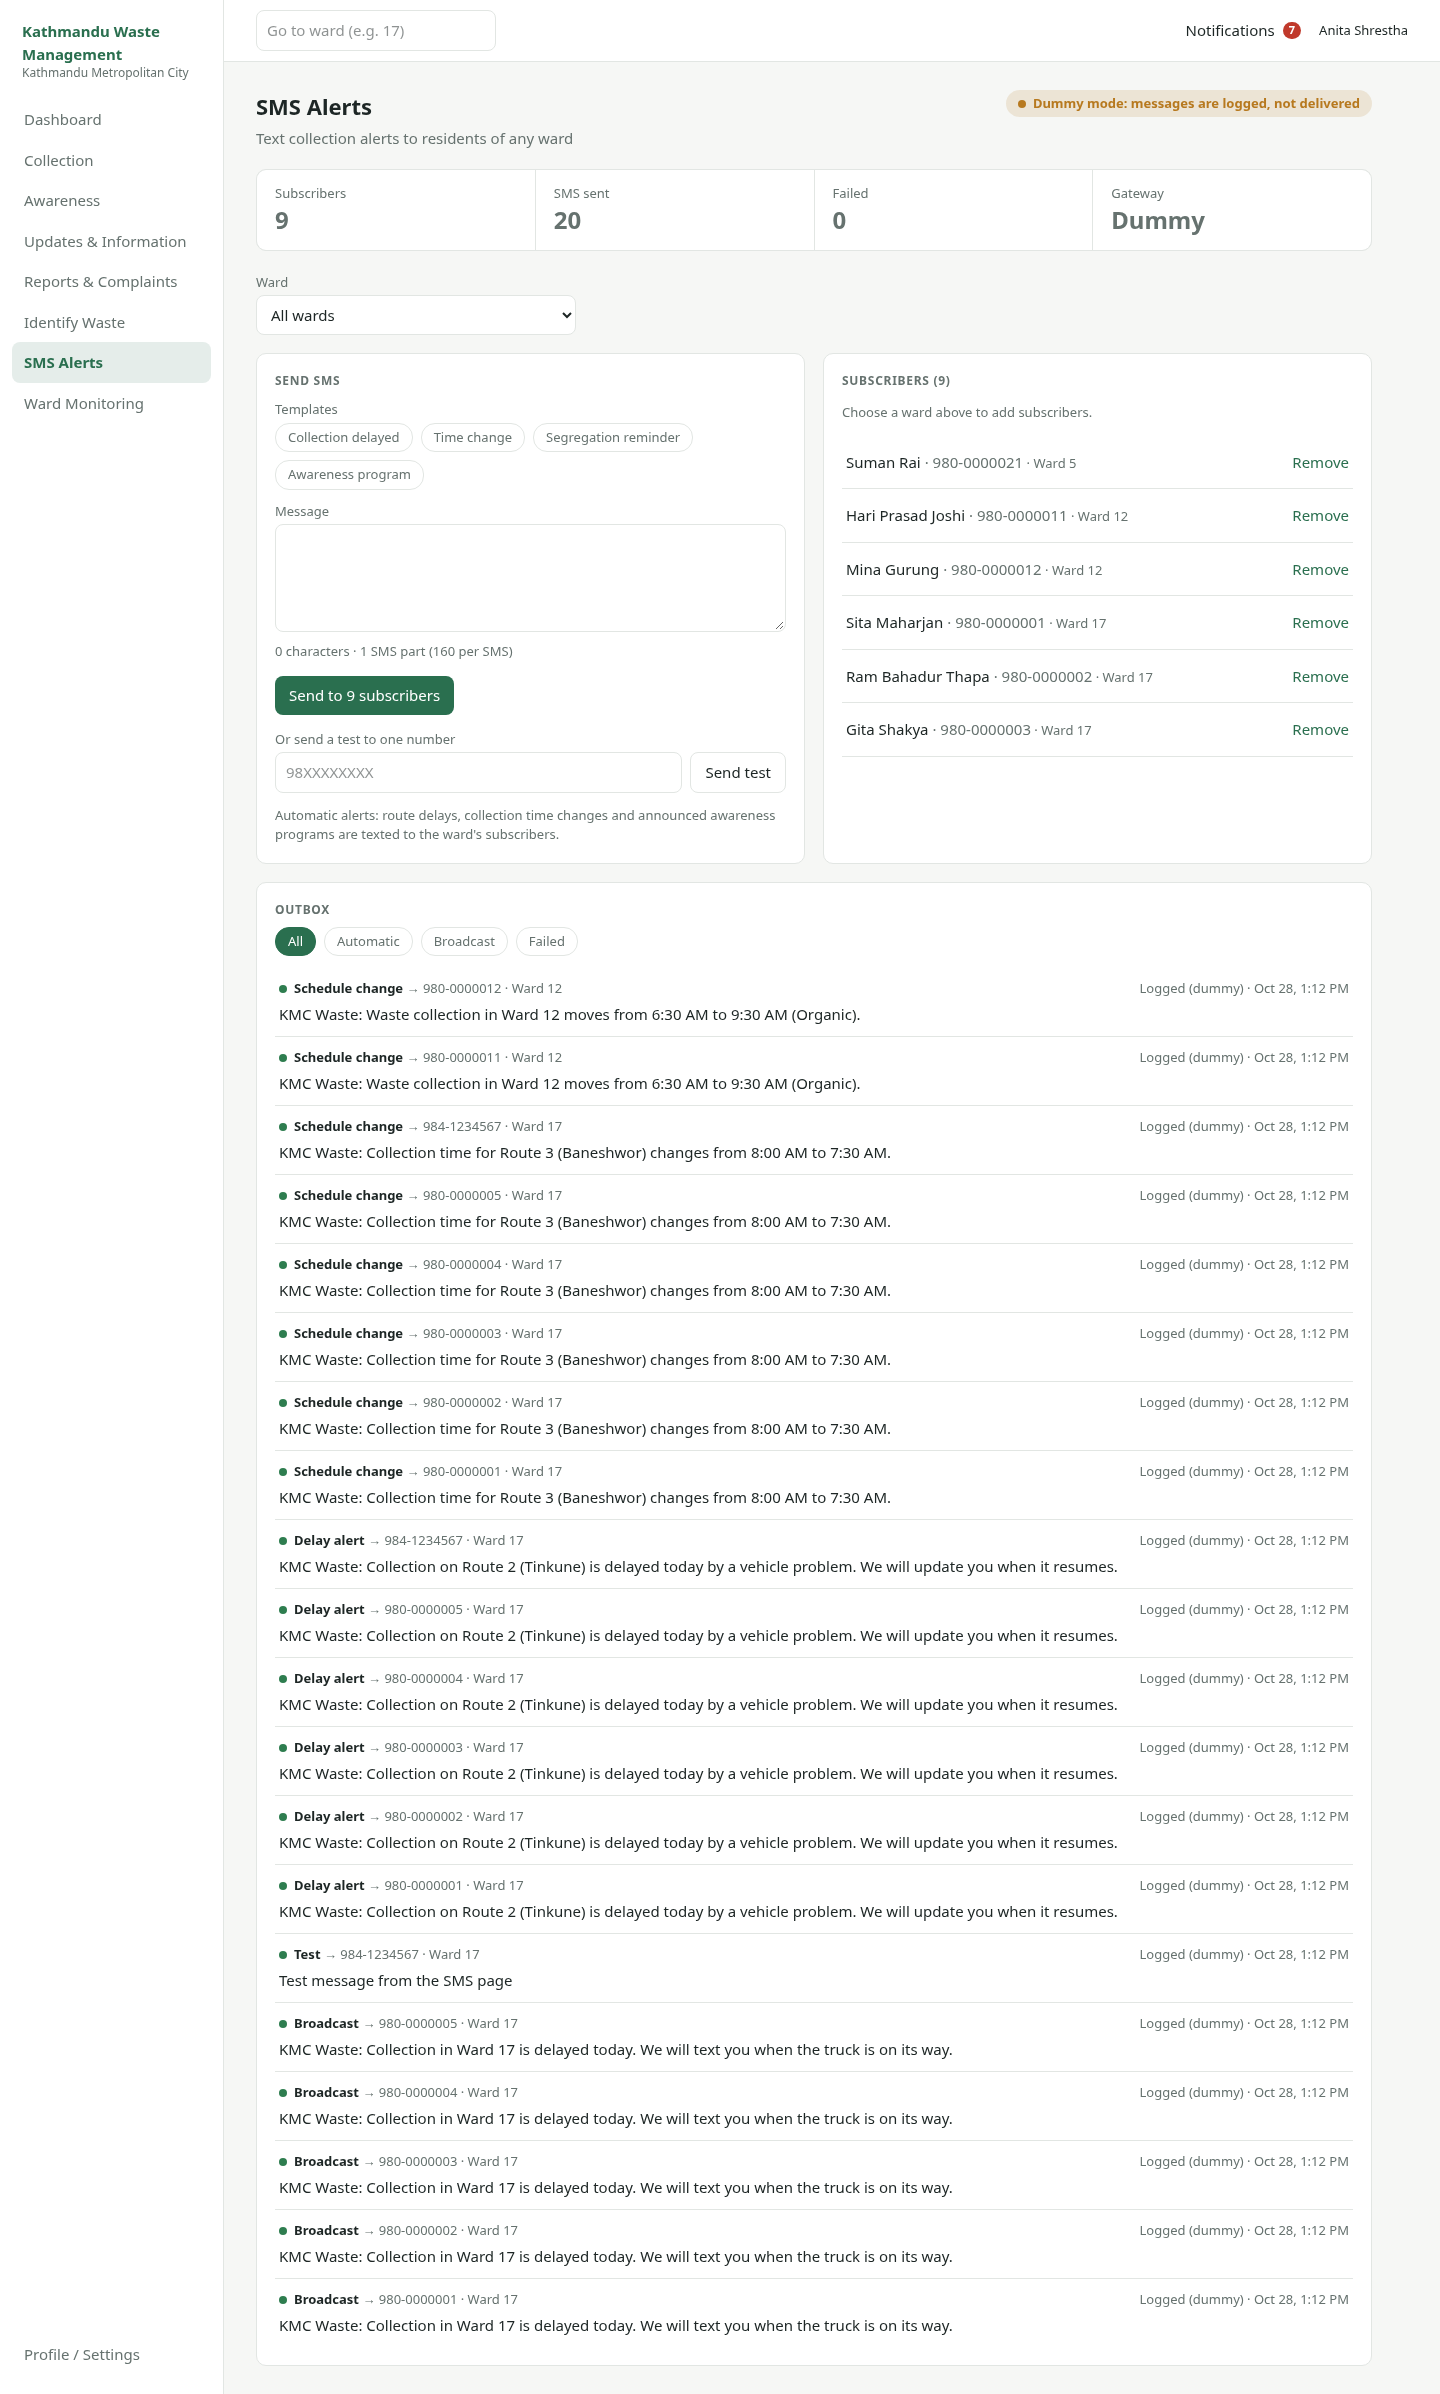 Kathmandu Waste
Management
Kathmandu Metropolitan City
Dashboard
Collection
Awareness
Updates & Information
Reports & Complaints
Identify Waste
SMS Alerts
Ward Monitoring
Profile / Settings
Go to ward (e.g. 17)
Notifications 7 Anita Shrestha
SMS Alerts
Dummy mode: messages are logged, not delivered
Text collection alerts to residents of any ward
Subscribers
9
SMS sent
20
Failed
0
Gateway
Dummy
Ward
All wards
SEND SMS
Templates
Collection delayed Time change Segregation reminder
Awareness program
Message
0 characters · 1 SMS part (160 per SMS)
Send to 9 subscribers
Or send a test to one number
98XXXXXXXX Send test
Automatic alerts: route delays, collection time changes and announced awareness
programs are texted to the ward's subscribers.
SUBSCRIBERS (9)
Choose a ward above to add subscribers.
Suman Rai · 980-0000021 · Ward 5 Remove
Hari Prasad Joshi · 980-0000011 · Ward 12 Remove
Mina Gurung · 980-0000012 · Ward 12 Remove
Sita Maharjan · 980-0000001 · Ward 17 Remove
Ram Bahadur Thapa · 980-0000002 · Ward 17 Remove
Gita Shakya · 980-0000003 · Ward 17 Remove
OUTBOX
All Automatic Broadcast Failed
Schedule change → 980-0000012 · Ward 12 Logged (dummy) · Oct 28, 1:12 PM
KMC Waste: Waste collection in Ward 12 moves from 6:30 AM to 9:30 AM (Organic).
Schedule change → 980-0000011 · Ward 12 Logged (dummy) · Oct 28, 1:12 PM
KMC Waste: Waste collection in Ward 12 moves from 6:30 AM to 9:30 AM (Organic).
Schedule change → 984-1234567 · Ward 17 Logged (dummy) · Oct 28, 1:12 PM
KMC Waste: Collection time for Route 3 (Baneshwor) changes from 8:00 AM to 7:30 AM.
Schedule change → 980-0000005 · Ward 17 Logged (dummy) · Oct 28, 1:12 PM
KMC Waste: Collection time for Route 3 (Baneshwor) changes from 8:00 AM to 7:30 AM.
Schedule change → 980-0000004 · Ward 17 Logged (dummy) · Oct 28, 1:12 PM
KMC Waste: Collection time for Route 3 (Baneshwor) changes from 8:00 AM to 7:30 AM.
Schedule change → 980-0000003 · Ward 17 Logged (dummy) · Oct 28, 1:12 PM
KMC Waste: Collection time for Route 3 (Baneshwor) changes from 8:00 AM to 7:30 AM.
Schedule change → 980-0000002 · Ward 17 Logged (dummy) · Oct 28, 1:12 PM
KMC Waste: Collection time for Route 3 (Baneshwor) changes from 8:00 AM to 7:30 AM.
Schedule change → 980-0000001 · Ward 17 Logged (dummy) · Oct 28, 1:12 PM
KMC Waste: Collection time for Route 3 (Baneshwor) changes from 8:00 AM to 7:30 AM.
Delay alert → 984-1234567 · Ward 17 Logged (dummy) · Oct 28, 1:12 PM
KMC Waste: Collection on Route 2 (Tinkune) is delayed today by a vehicle problem. We will update you when it resumes.
Delay alert → 980-0000005 · Ward 17 Logged (dummy) · Oct 28, 1:12 PM
KMC Waste: Collection on Route 2 (Tinkune) is delayed today by a vehicle problem. We will update you when it resumes.
Delay alert → 980-0000004 · Ward 17 Logged (dummy) · Oct 28, 1:12 PM
KMC Waste: Collection on Route 2 (Tinkune) is delayed today by a vehicle problem. We will update you when it resumes.
Delay alert → 980-0000003 · Ward 17 Logged (dummy) · Oct 28, 1:12 PM
KMC Waste: Collection on Route 2 (Tinkune) is delayed today by a vehicle problem. We will update you when it resumes.
Delay alert → 980-0000002 · Ward 17 Logged (dummy) · Oct 28, 1:12 PM
KMC Waste: Collection on Route 2 (Tinkune) is delayed today by a vehicle problem. We will update you when it resumes.
Delay alert → 980-0000001 · Ward 17 Logged (dummy) · Oct 28, 1:12 PM
KMC Waste: Collection on Route 2 (Tinkune) is delayed today by a vehicle problem. We will update you when it resumes.
Test → 984-1234567 · Ward 17 Logged (dummy) · Oct 28, 1:12 PM
Test message from the SMS page
Broadcast → 980-0000005 · Ward 17 Logged (dummy) · Oct 28, 1:12 PM
KMC Waste: Collection in Ward 17 is delayed today. We will text you when the truck is on its way.
Broadcast → 980-0000004 · Ward 17 Logged (dummy) · Oct 28, 1:12 PM
KMC Waste: Collection in Ward 17 is delayed today. We will text you when the truck is on its way.
Broadcast → 980-0000003 · Ward 17 Logged (dummy) · Oct 28, 1:12 PM
KMC Waste: Collection in Ward 17 is delayed today. We will text you when the truck is on its way.
Broadcast → 980-0000002 · Ward 17 Logged (dummy) · Oct 28, 1:12 PM
KMC Waste: Collection in Ward 17 is delayed today. We will text you when the truck is on its way.
Broadcast → 980-0000001 · Ward 17 Logged (dummy) · Oct 28, 1:12 PM
KMC Waste: Collection in Ward 17 is delayed today. We will text you when the truck is on its way.